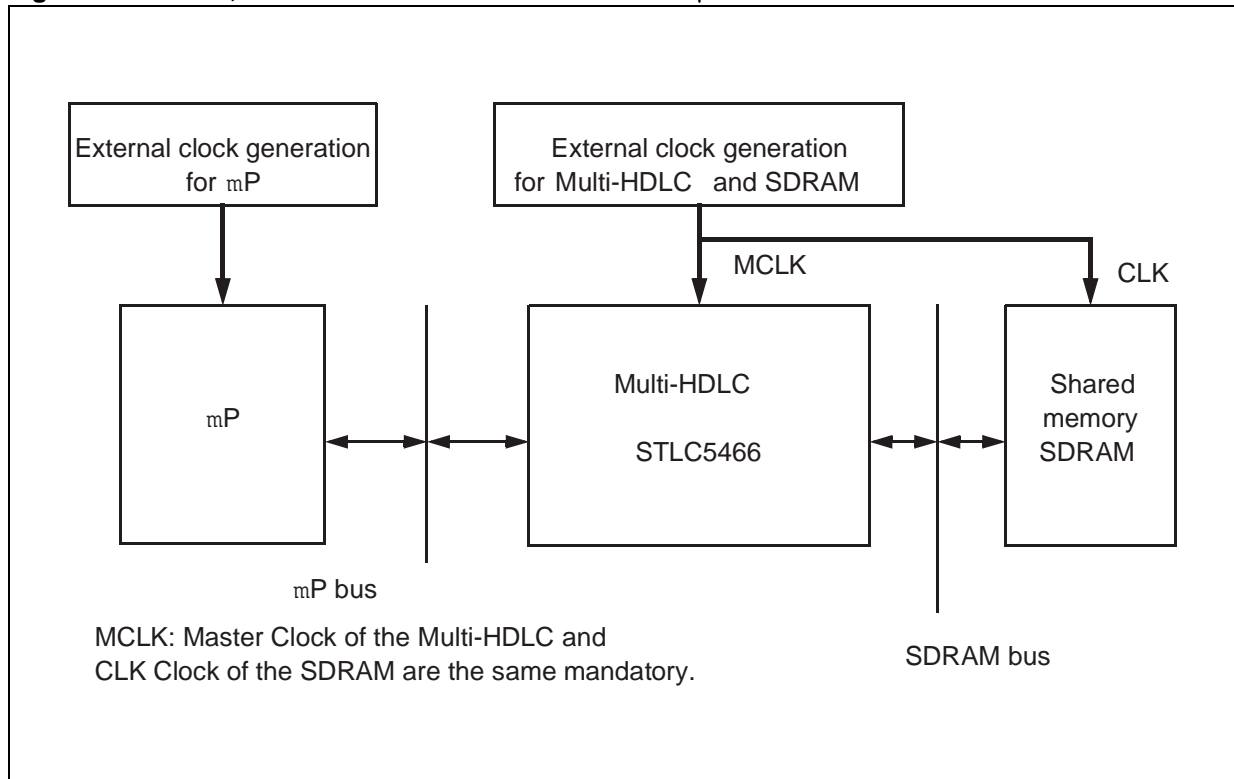 External clock generation
for mP
External clock generation
for Multi-HDLC and SDRAM
MCLK
CLK
mP
Multi-HDLC
STLC5466
Shared
memory
SDRAM
mP bus
SDRAM bus
MCLK: Master Clock of the Multi-HDLC and
CLK Clock of the SDRAM are the same mandatory.